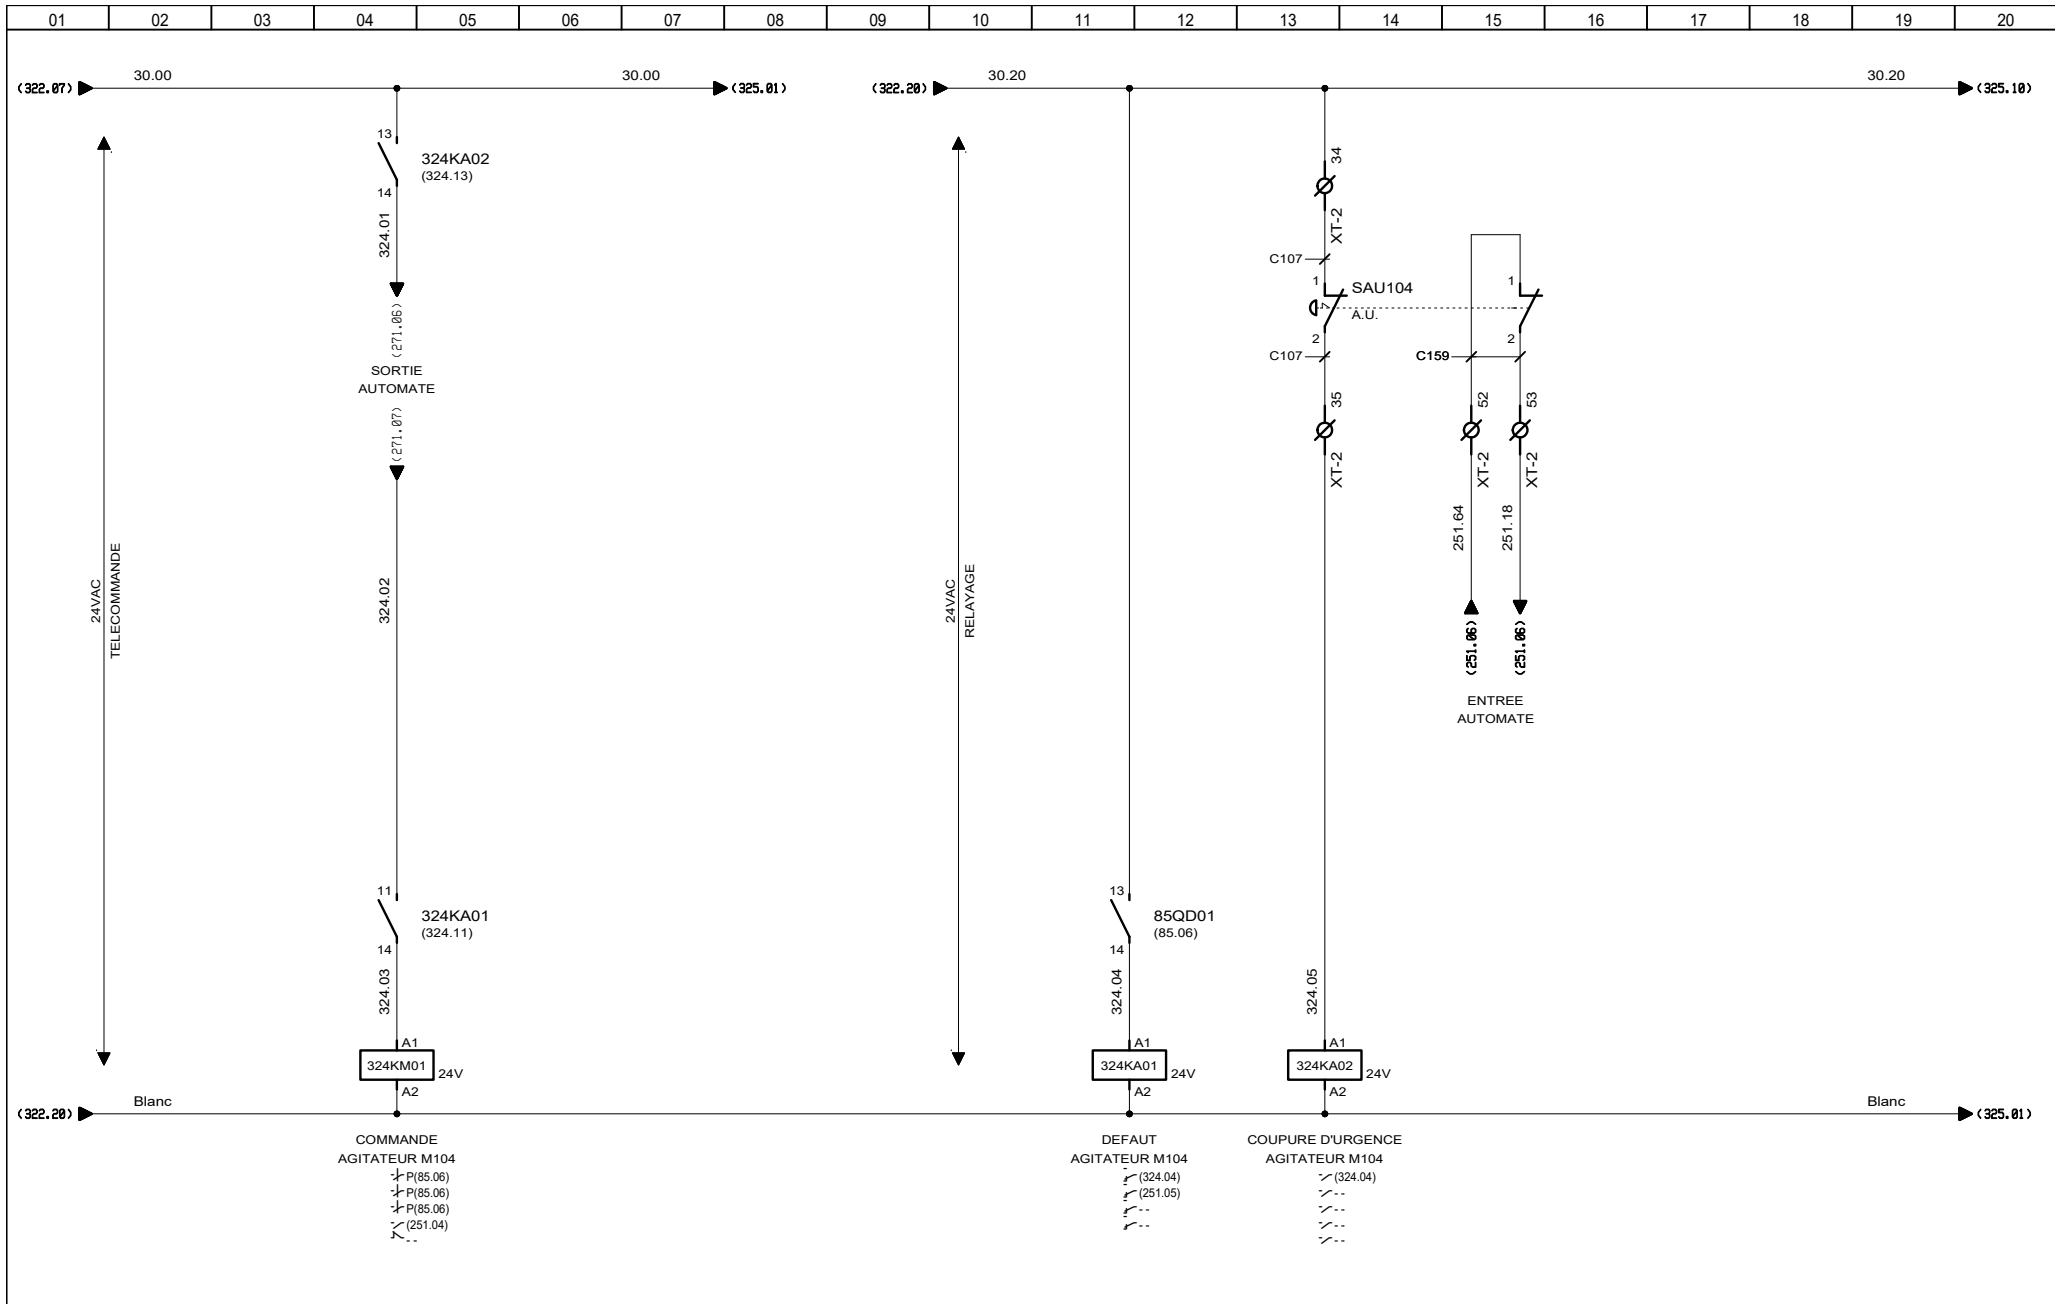 01 02 03 04 05 06 07 08 09 10 11 12 13 14 15 16 17 18 19 20
30.00 30.00 30.20 30.20
(322.07) (325.01) (322.20) (325.10)
13
324KA02
(324.13)
14
324.01
(271.06)
SORTIE
AUTOMATE
(271.07)
24VAC
TELECOMMANDE
324.02
11
324KA01
(324.11)
14
324.03
A1
324KM01
24V
A2
24VAC
RELAYAGE
13
85QD01
(85.06)
14
324.04
A1
324KA01
24V
A2
34
XT-2
C107
1
SAU104
A.U.
2
C107
35
XT-2
324.05
A1
324KA02
24V
A2
1
2
C159
52
XT-2
53
XT-2
251.64
251.18
(251.06)
(251.06)
ENTREE
AUTOMATE
Blanc Blanc
(322.20) (325.01)
COMMANDE
AGITATEUR M104
P(85.06)
P(85.06)
P(85.06)
(251.04)
--
DEFAUT
AGITATEUR M104
(324.04)
(251.05)
--
--
COUPURE D'URGENCE
AGITATEUR M104
(324.04)
--
--
--
--